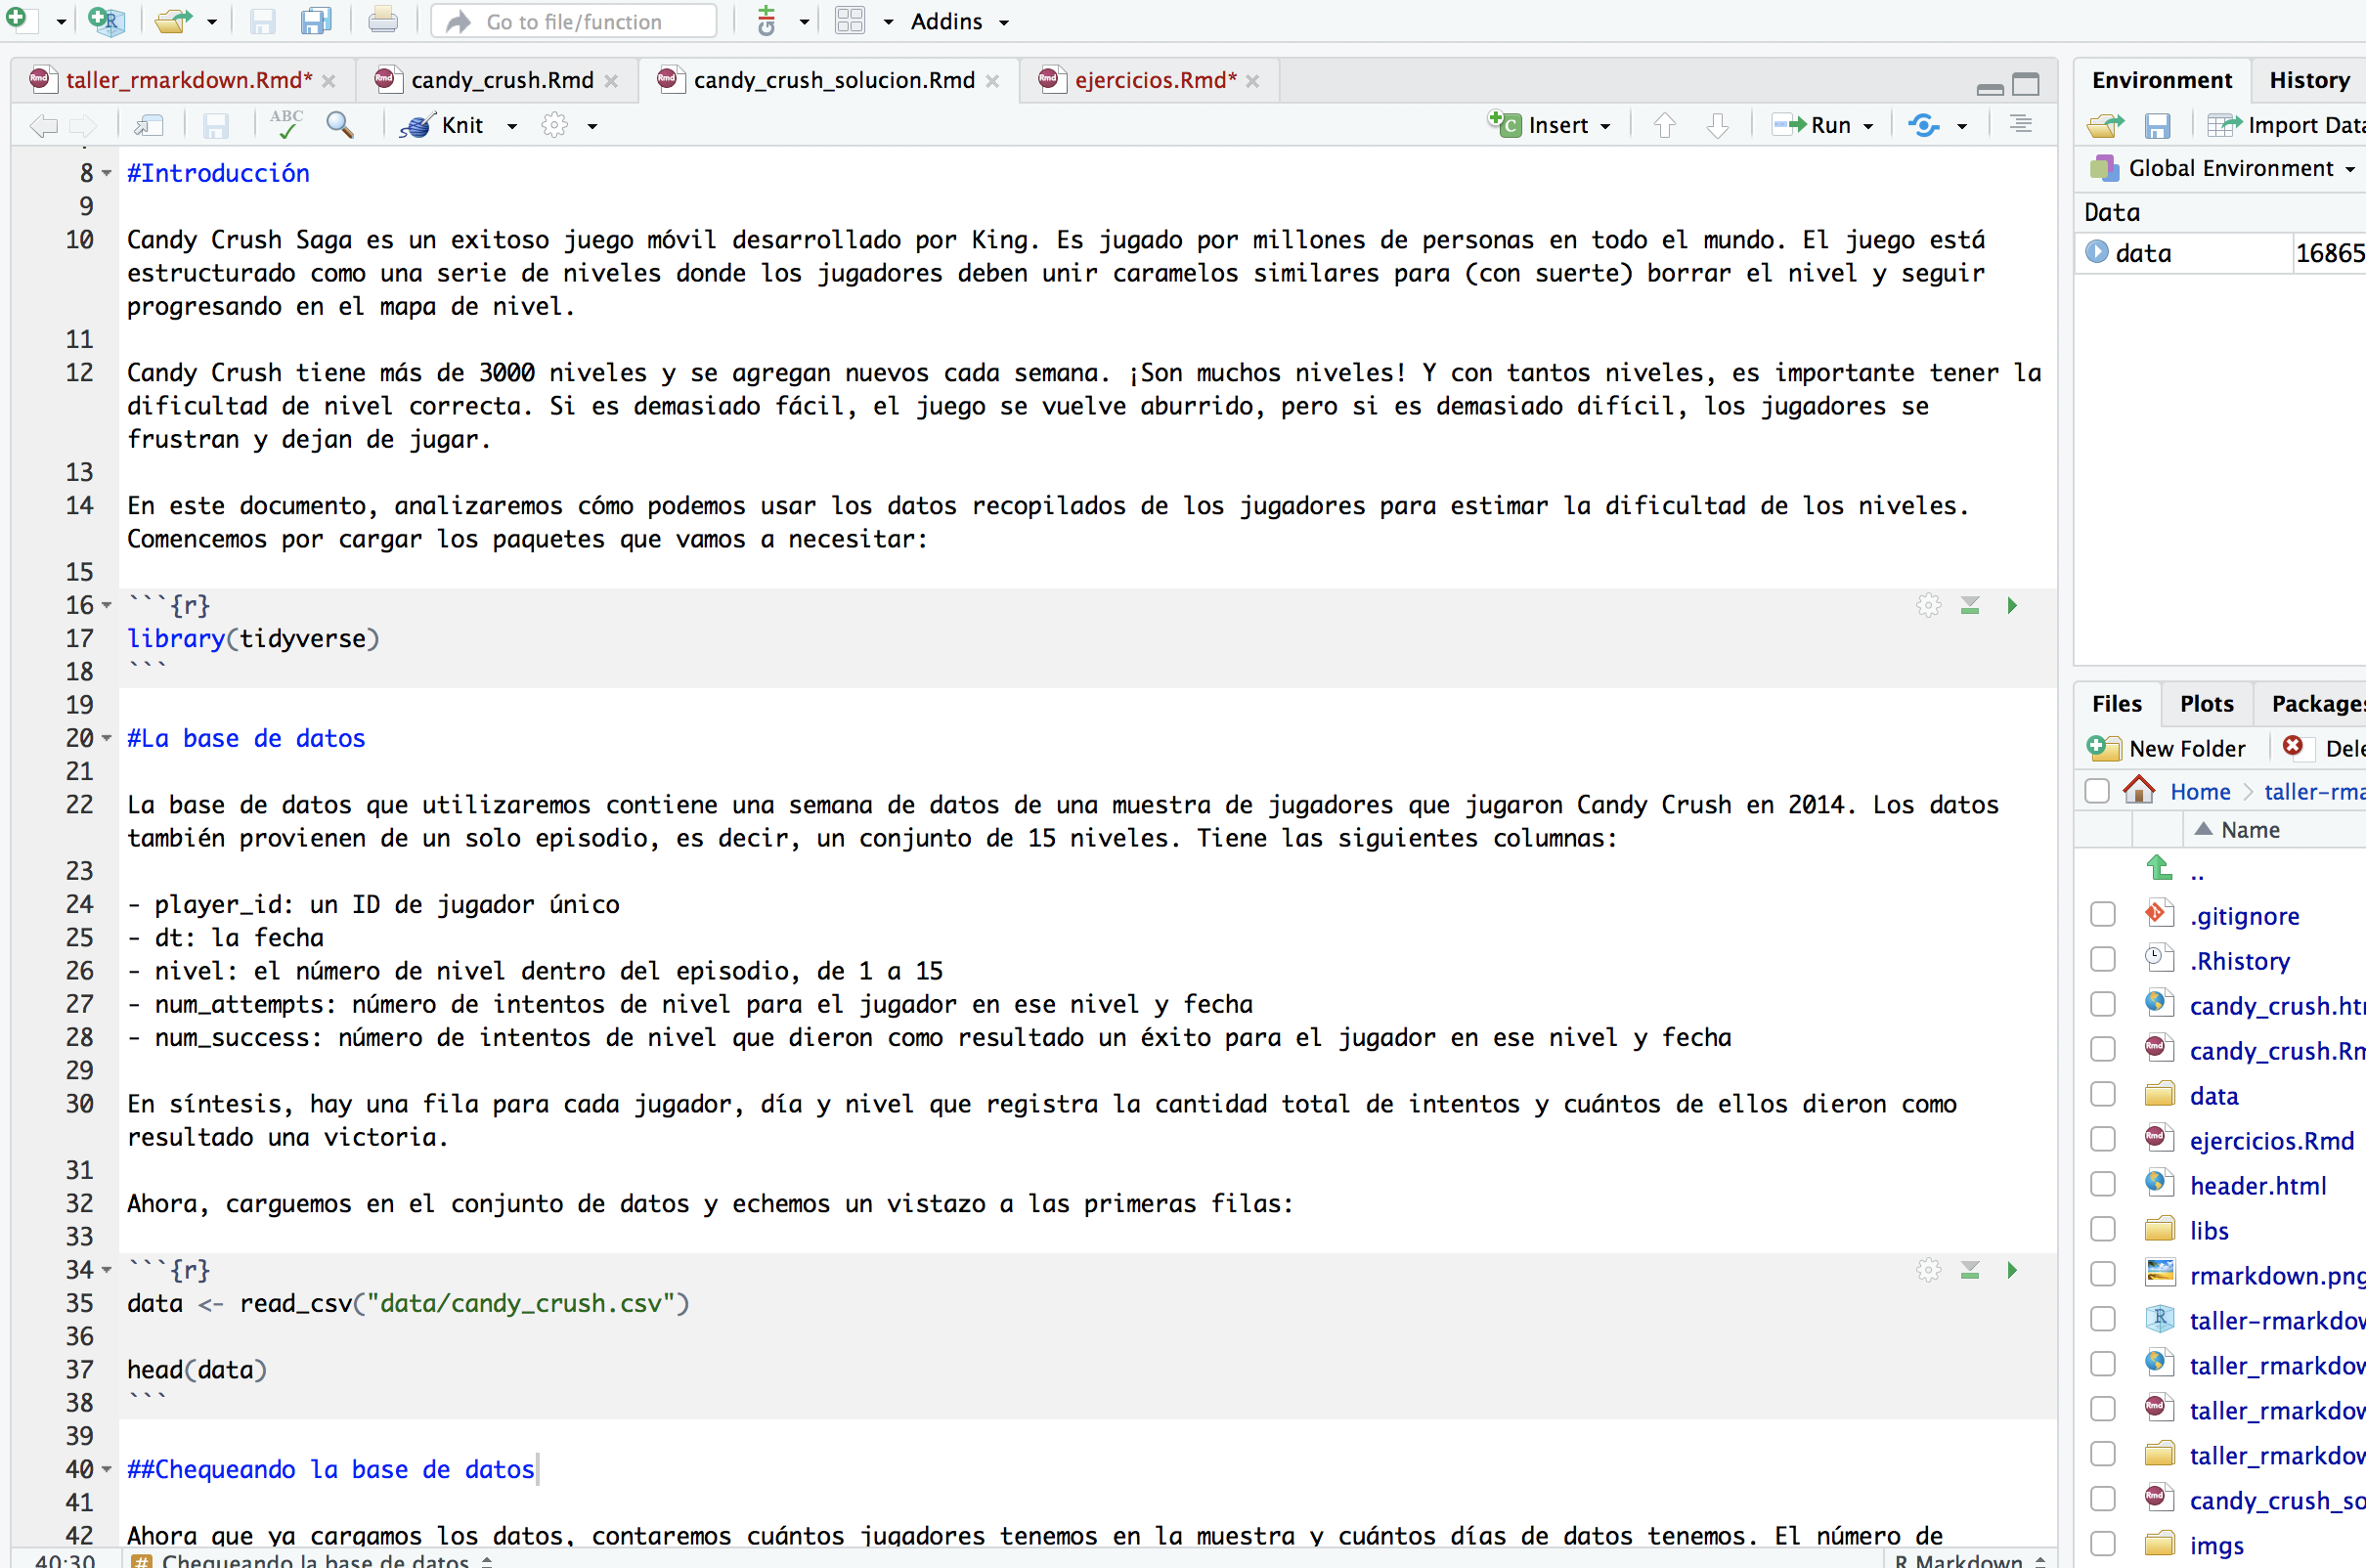 Go to file/function
Addins
taller_rmarkdown.Rmd*
candy_crush.Rmd
candy_crush_solucion.Rmd
ejercicios.Rmd*
ABC
Knit
Insert
Run
8 #Introducción
9
10 Candy Crush Saga es un exitoso juego móvil desarrollado por King. Es jugado por millones de personas en todo el mundo. El juego está
estructurado como una serie de niveles donde los jugadores deben unir caramelos similares para (con suerte) borrar el nivel y seguir
progresando en el mapa de nivel.
11
12 Candy Crush tiene más de 3000 niveles y se agregan nuevos cada semana. ¡Son muchos niveles! Y con tantos niveles, es importante tener la
dificultad de nivel correcta. Si es demasiado fácil, el juego se vuelve aburrido, pero si es demasiado difícil, los jugadores se
frustran y dejan de jugar.
13
14 En este documento, analizaremos cómo podemos usar los datos recopilados de los jugadores para estimar la dificultad de los niveles.
Comencemos por cargar los paquetes que vamos a necesitar:
15
16 ```{r}
17 library(tidyverse)
18 ```
19
20 #La base de datos
21
22 La base de datos que utilizaremos contiene una semana de datos de una muestra de jugadores que jugaron Candy Crush en 2014. Los datos
también provienen de un solo episodio, es decir, un conjunto de 15 niveles. Tiene las siguientes columnas:
23
24 - player_id: un ID de jugador único
25 - dt: la fecha
26 - nivel: el número de nivel dentro del episodio, de 1 a 15
27 - num_attempts: número de intentos de nivel para el jugador en ese nivel y fecha
28 - num_success: número de intentos de nivel que dieron como resultado un éxito para el jugador en ese nivel y fecha
29
30 En síntesis, hay una fila para cada jugador, día y nivel que registra la cantidad total de intentos y cuántos de ellos dieron como
resultado una victoria.
31
32 Ahora, carguemos en el conjunto de datos y echemos un vistazo a las primeras filas:
33
34 ```{r}
35 data <- read_csv("data/candy_crush.csv")
36
37 head(data)
38 ```
39
40 ##Chequeando la base de datos
41
42 Ahora que ya cargamos los datos, contaremos cuántos jugadores tenemos en la muestra y cuántos días de datos tenemos. El número de
40:30 # Chequeando la base de datos
R Markdown
Environment
History
Import Data
Global Environment
Data
data 16865
Files
Plots
Packages
New Folder
Dele
Home > taller-rma
Name
..
.gitignore
.Rhistory
candy_crush.htm
candy_crush.Rm
data
ejercicios.Rmd
header.html
libs
rmarkdown.png
taller-rmarkdow
taller_rmarkdow
taller_rmarkdow
taller_rmarkdow
candy_crush_so
imgs